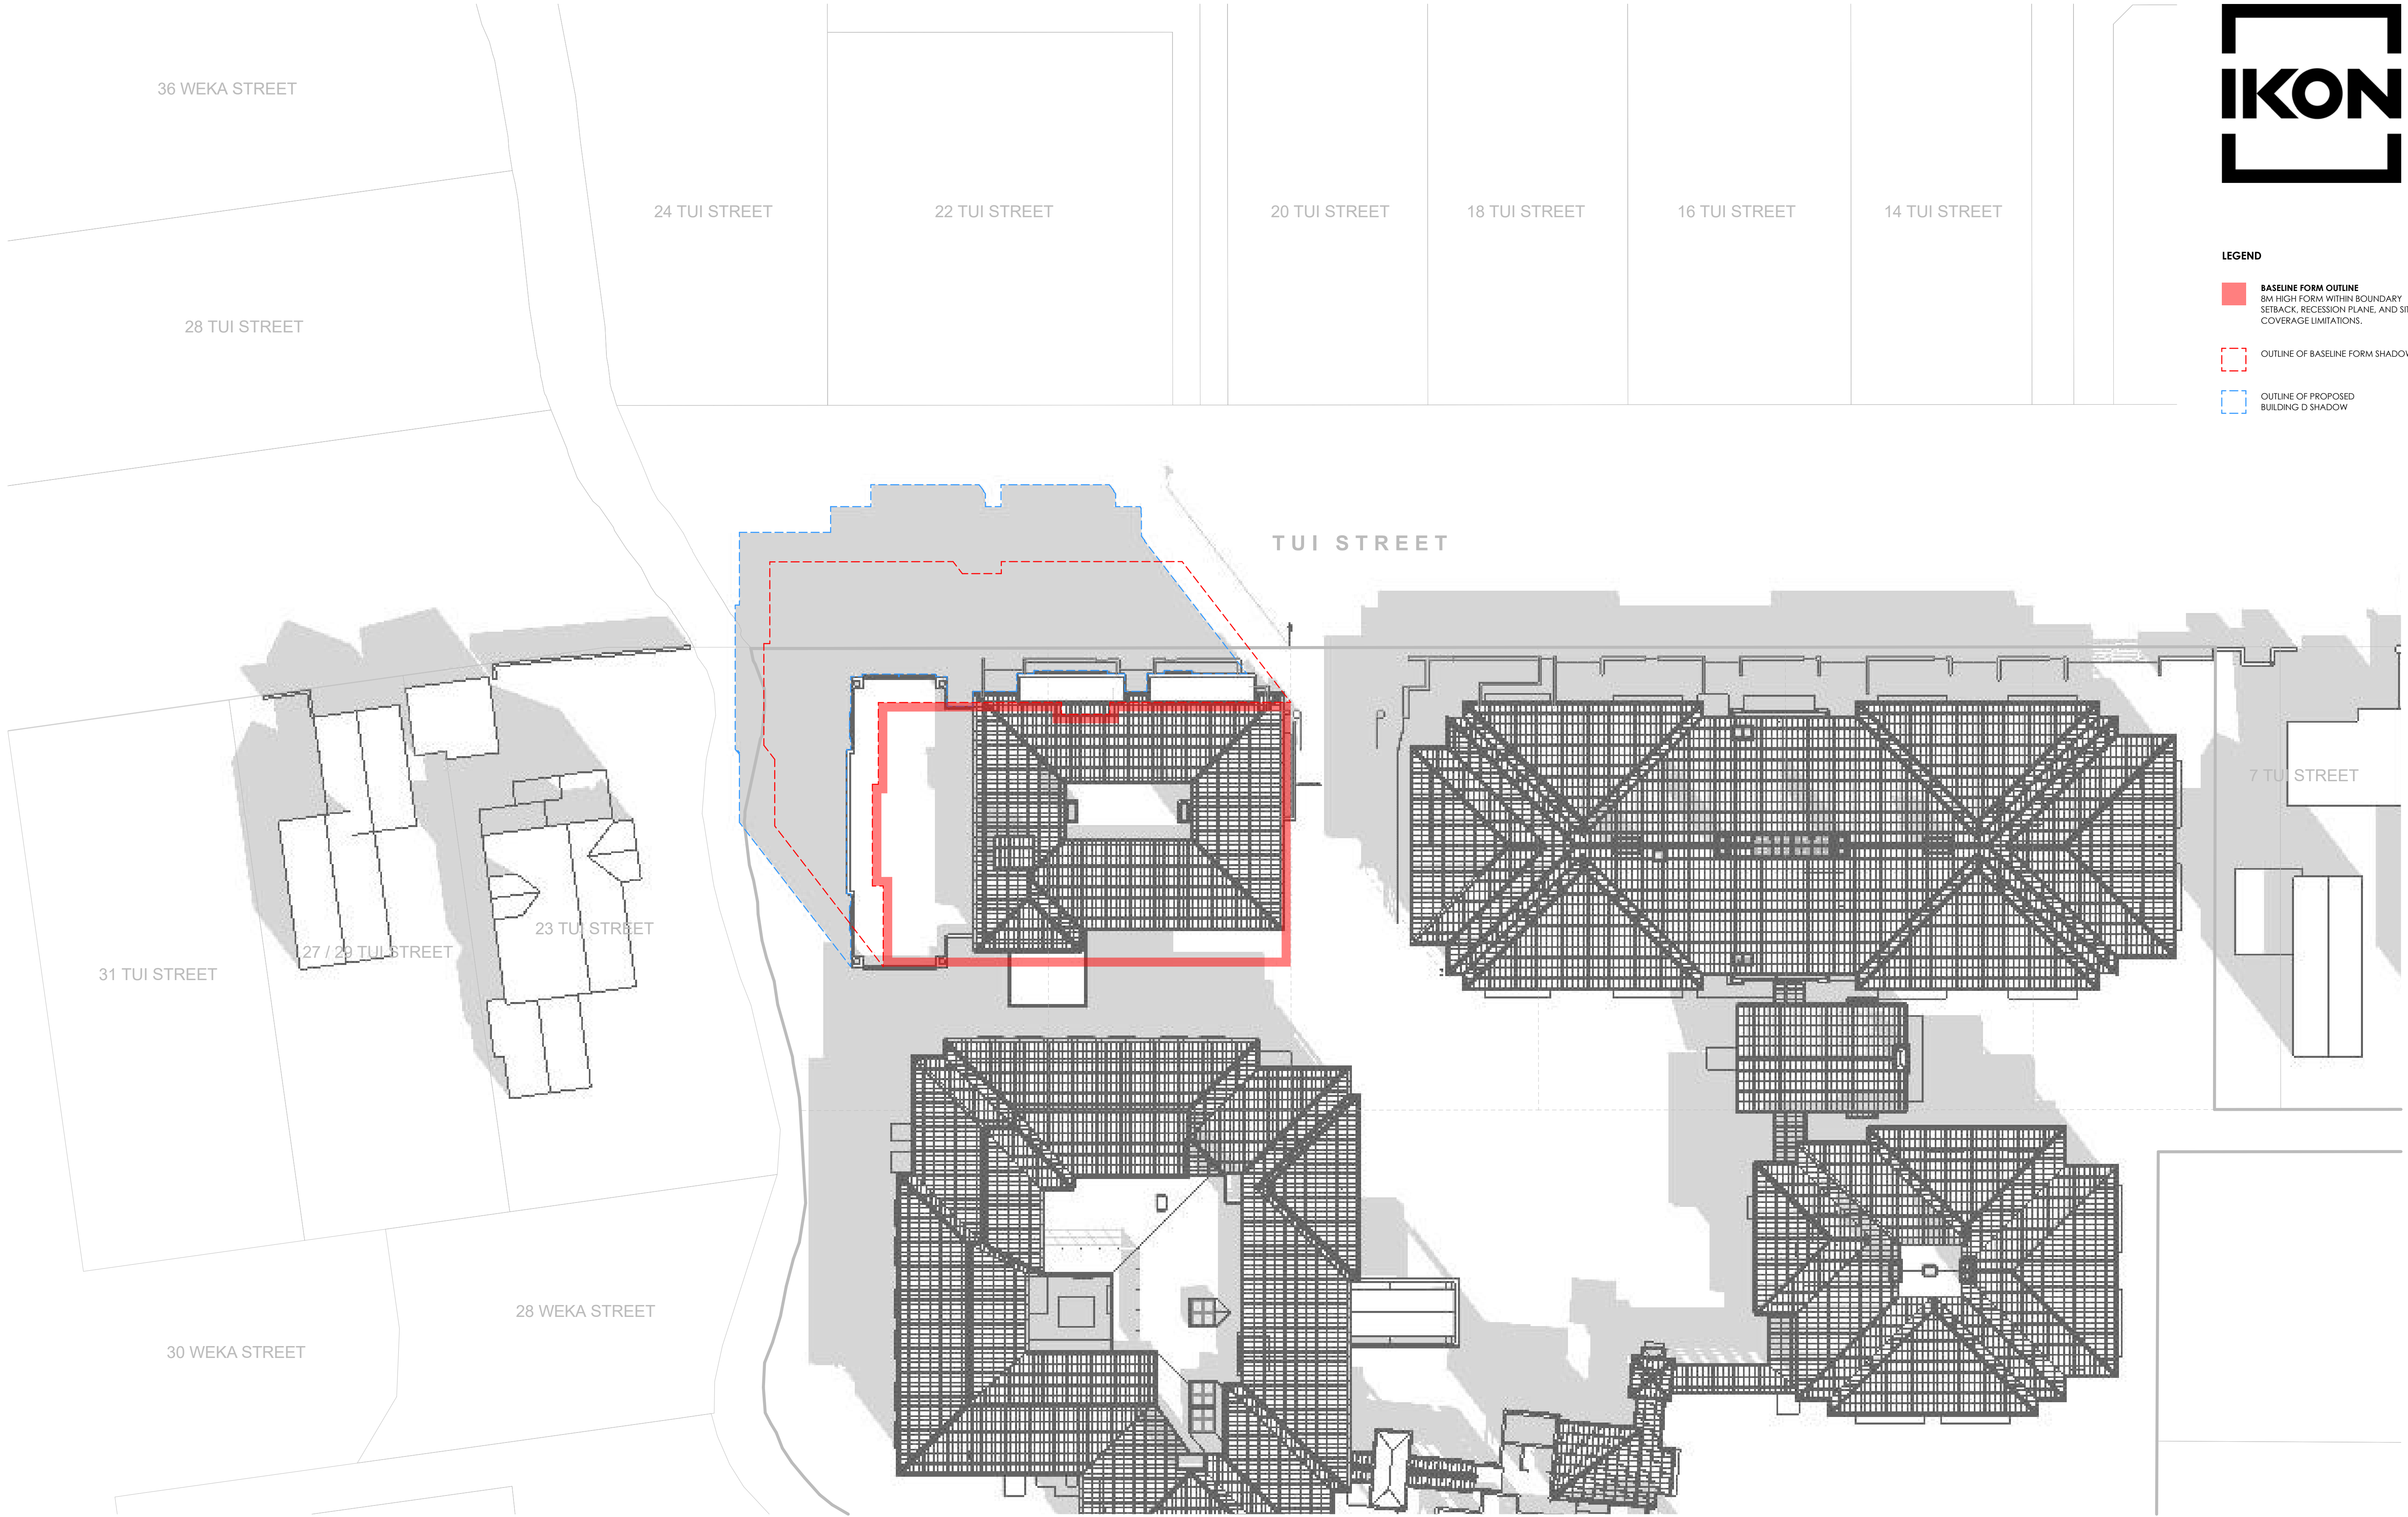 36 WEKA STREET
28 TUI STREET
24 TUI STREET
22 TUI STREET
20 TUI STREET
18 TUI STREET
16 TUI STREET
14 TUI STREET
IKON
LEGEND
BASELINE FORM OUTLINE
8M HIGH FORM WITHIN BOUNDARY
SETBACK, RECESSION PLANE, AND
COVERAGE LIMITATIONS.
OUTLINE OF BASELINE FORM
OUTLINE OF PROPOSED
BUILDING D SHADOW
TUI STREET
7 TUI STREET
23 TUI STREET
27 / 29 TUI STREET
31 TUI STREET
28 WEKA STREET
30 WEKA STREET